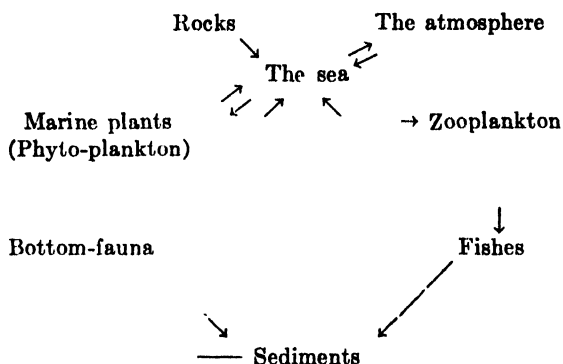 Rocks
The atmosphere
The sea
Marine plants
(Phyto-plankton)
Zooplankton
Bottom-fauna
Fishes
Sediments